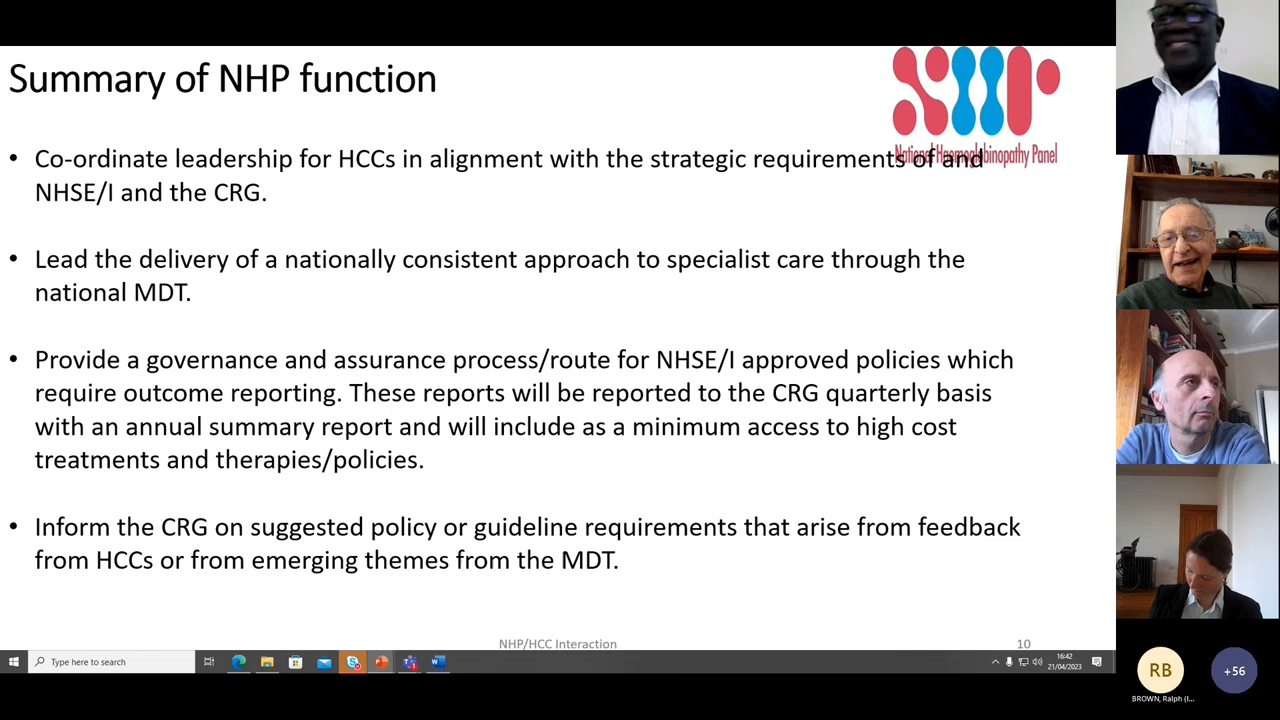 Summary of NHP function
NHP
National Haemoglobinopathy Panel
• Co-ordinate leadership for HCCs in alignment with the strategic requirements of and
NHSE/I and the CRG.
• Lead the delivery of a nationally consistent approach to specialist care through the
national MDT.
• Provide a governance and assurance process/route for NHSE/I approved policies which
require outcome reporting. These reports will be reported to the CRG quarterly basis
with an annual summary report and will include as a minimum access to high cost
treatments and therapies/policies.
• Inform the CRG on suggested policy or guideline requirements that arise from feedback
from HCCs or from emerging themes from the MDT.
NHP/HCC Interaction
10
Type here to search
16:42
21/04/2023
RB
+56
BROWN, Ralph (I...